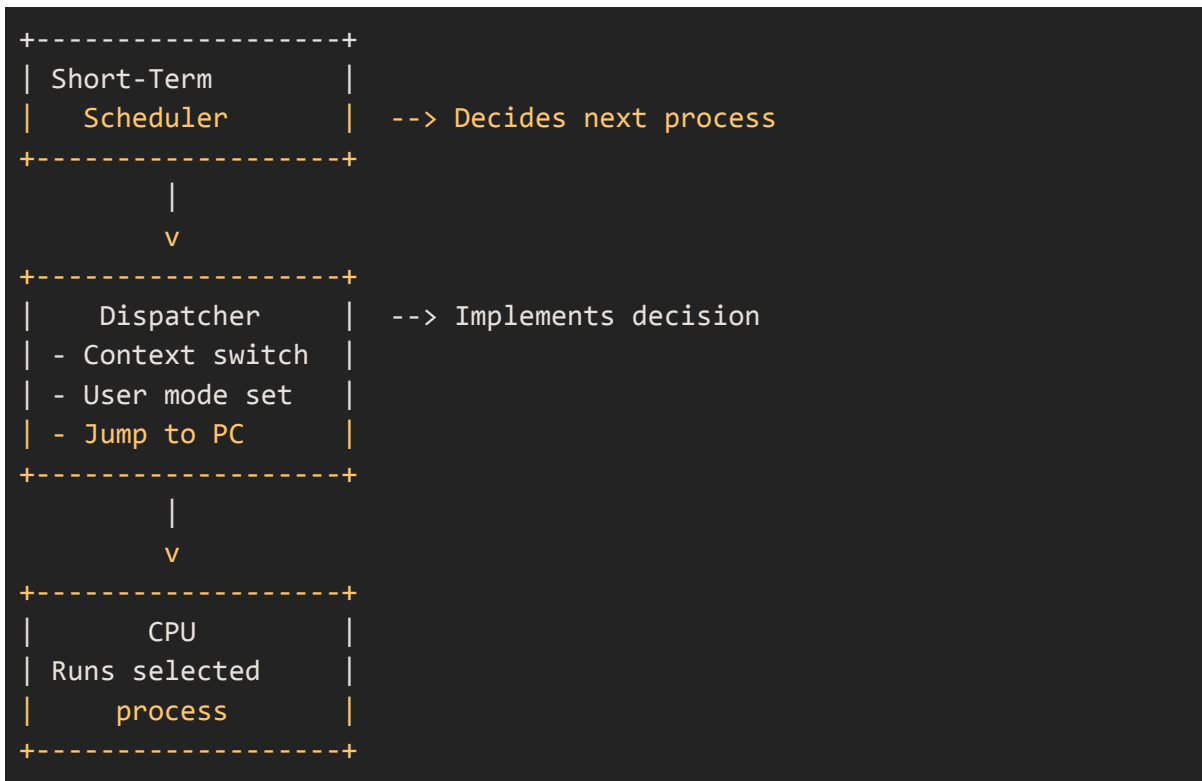 +-------------------+
| Short-Term        |
|   Scheduler       |  --> Decides next process
+-------------------+
         |
         v
+-------------------+
|    Dispatcher     |  --> Implements decision
| - Context switch  |
| - User mode set   |
| - Jump to PC      |
+-------------------+
         |
         v
+-------------------+
|       CPU         |
| Runs selected     |
|     process       |
+-------------------+